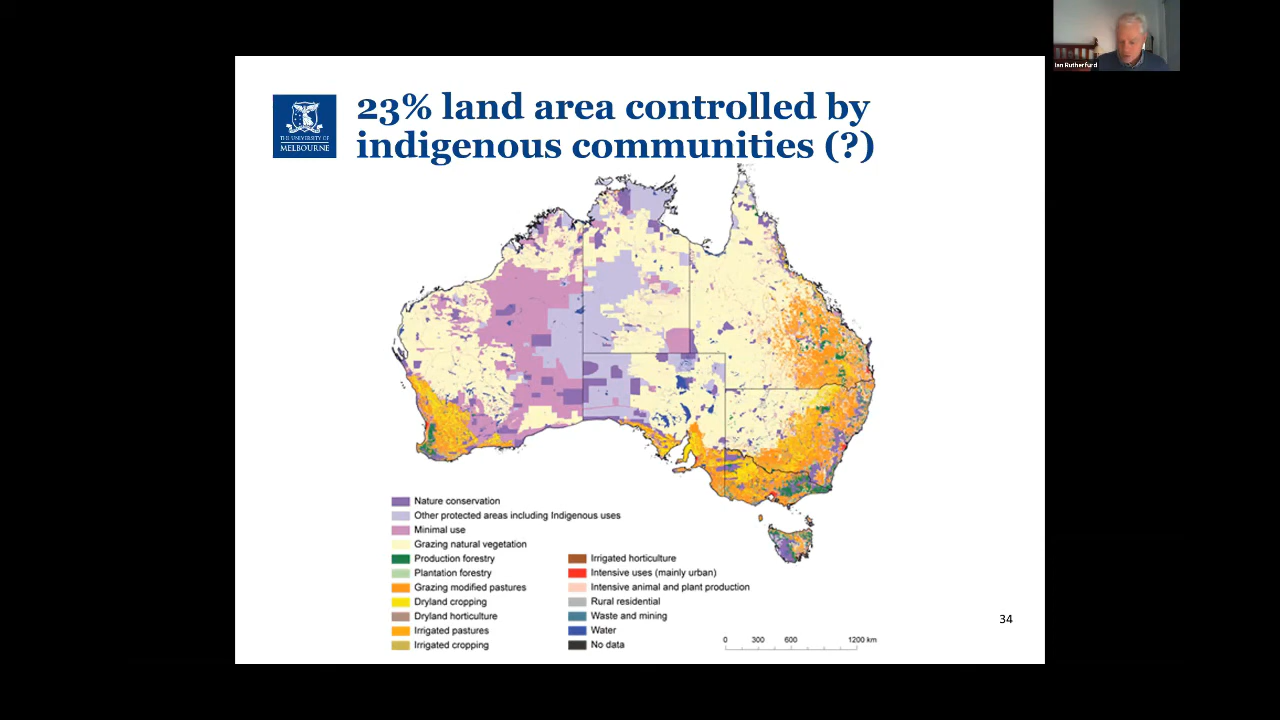 Ian Rutherfurd
23% land area controlled by
indigenous communities (?)
THE UNIVERSITY OF
MELBOURNE
Nature conservation
Other protected areas including Indigenous uses
Minimal use
Grazing natural vegetation
Production forestry
Plantation forestry
Grazing modified pastures
Dryland cropping
Dryland horticulture
Irrigated pastures
Irrigated cropping
Irrigated horticulture
Intensive uses (mainly urban)
Intensive animal and plant production
Rural residential
Waste and mining
Water
No data
0 300 600 1200 km
34